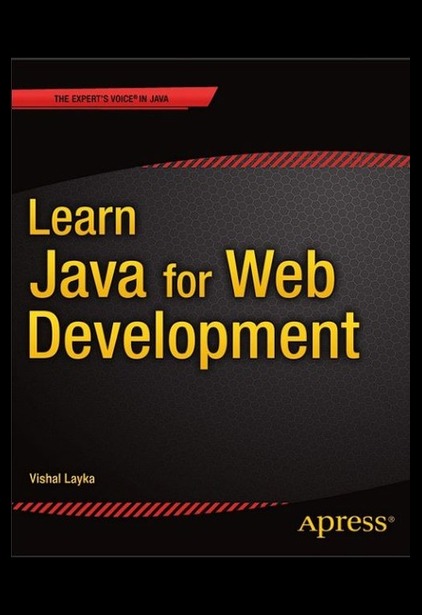 THE EXPERT'S VOICE® IN JAVA
Learn
Java for Web
Development
Vishal Layka
Apress®